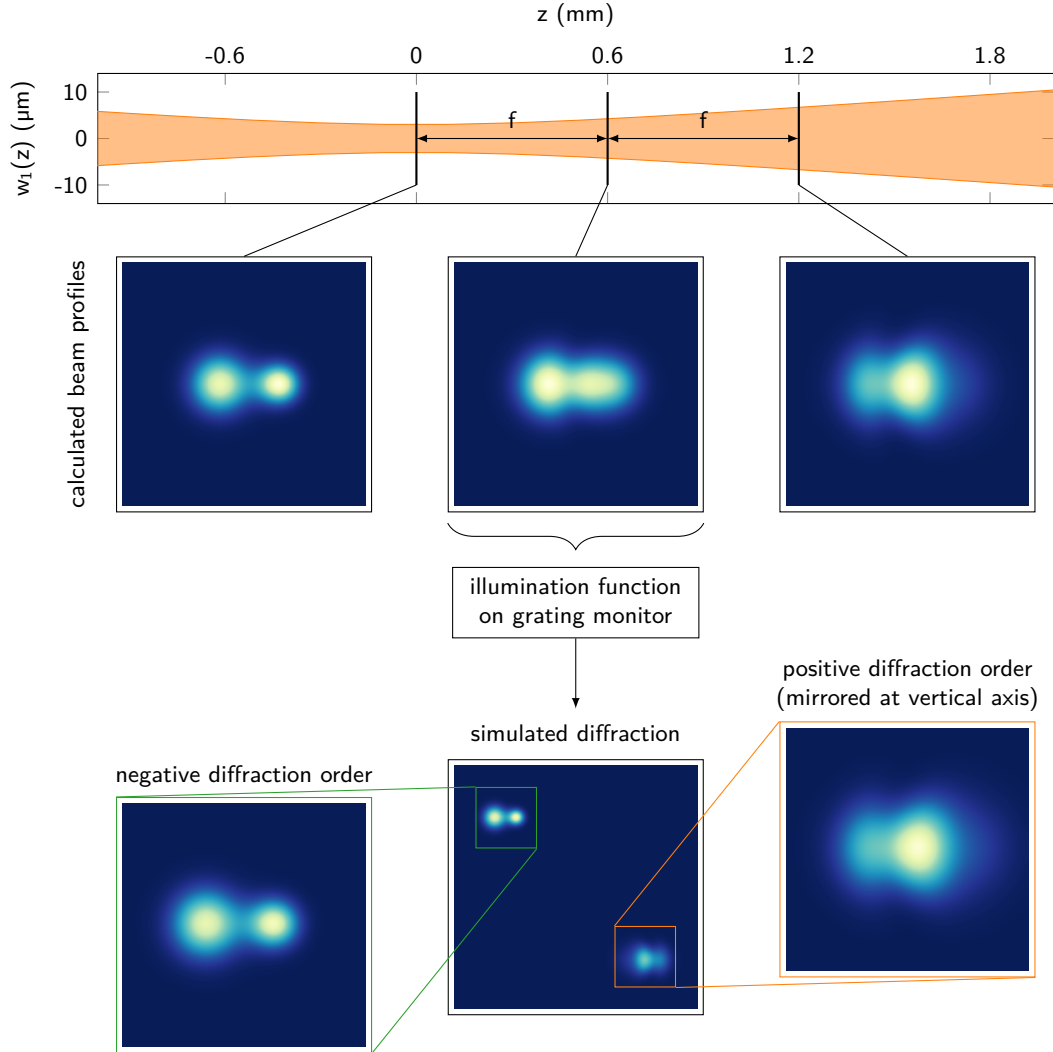 z (mm)
-0.6 0 0.6 1.2 1.8
w₁(z) (µm)
10
0
-10
f f
calculated beam profiles
illumination function
on grating monitor
positive diffraction order
(mirrored at vertical axis)
simulated diffraction
negative diffraction order